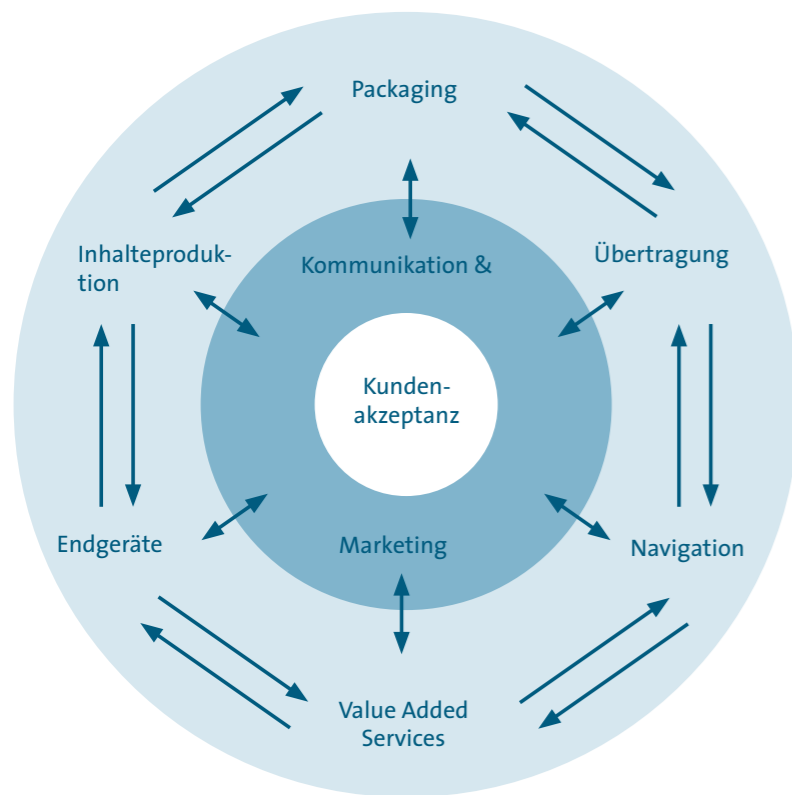 Packaging
Inhalteproduk-
tion
Kommunikation &
Übertragung
Kunden-
akzeptanz
Endgeräte
Marketing
Navigation
Value Added
Services